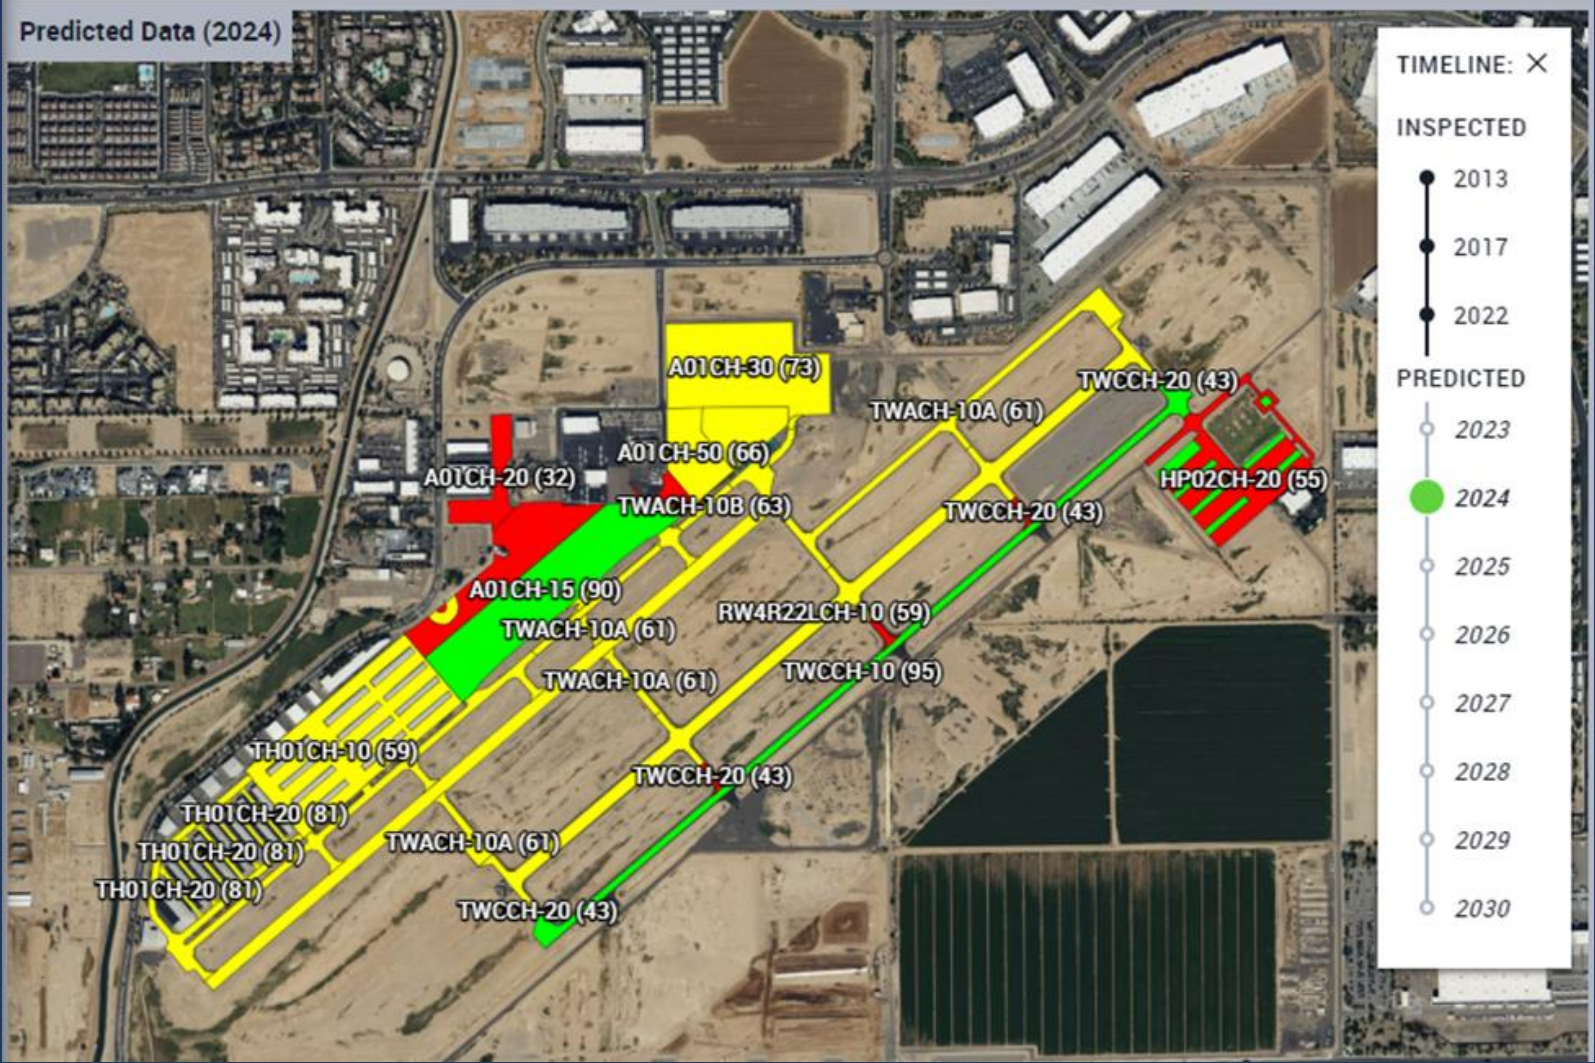 Predicted Data (2024)
TIMELINE:
INSPECTED
2013
2017
2022
PREDICTED
2023
2024
2025
2026
2027
2028
2029
2030
A01CH-30 (73)
TWCCH-20 (43)
TWACH-10A (61)
A01CH-50 (66)
A01CH-20 (32)
HP02CH-20 (55)
TWACH-10B (63)
TWCCH-20 (43)
A01CH-15 (90)
RW4R22LCH-10 (59)
TWACH-10A (61)
TWCCH-10 (95)
TWACH-10A (61)
TH01CH-10 (59)
TWCCH-20 (43)
TH01CH-20 (81)
TWACH-10A (61)
TH01CH-20 (81)
TH01CH-20 (81)
TWCCH-20 (43)